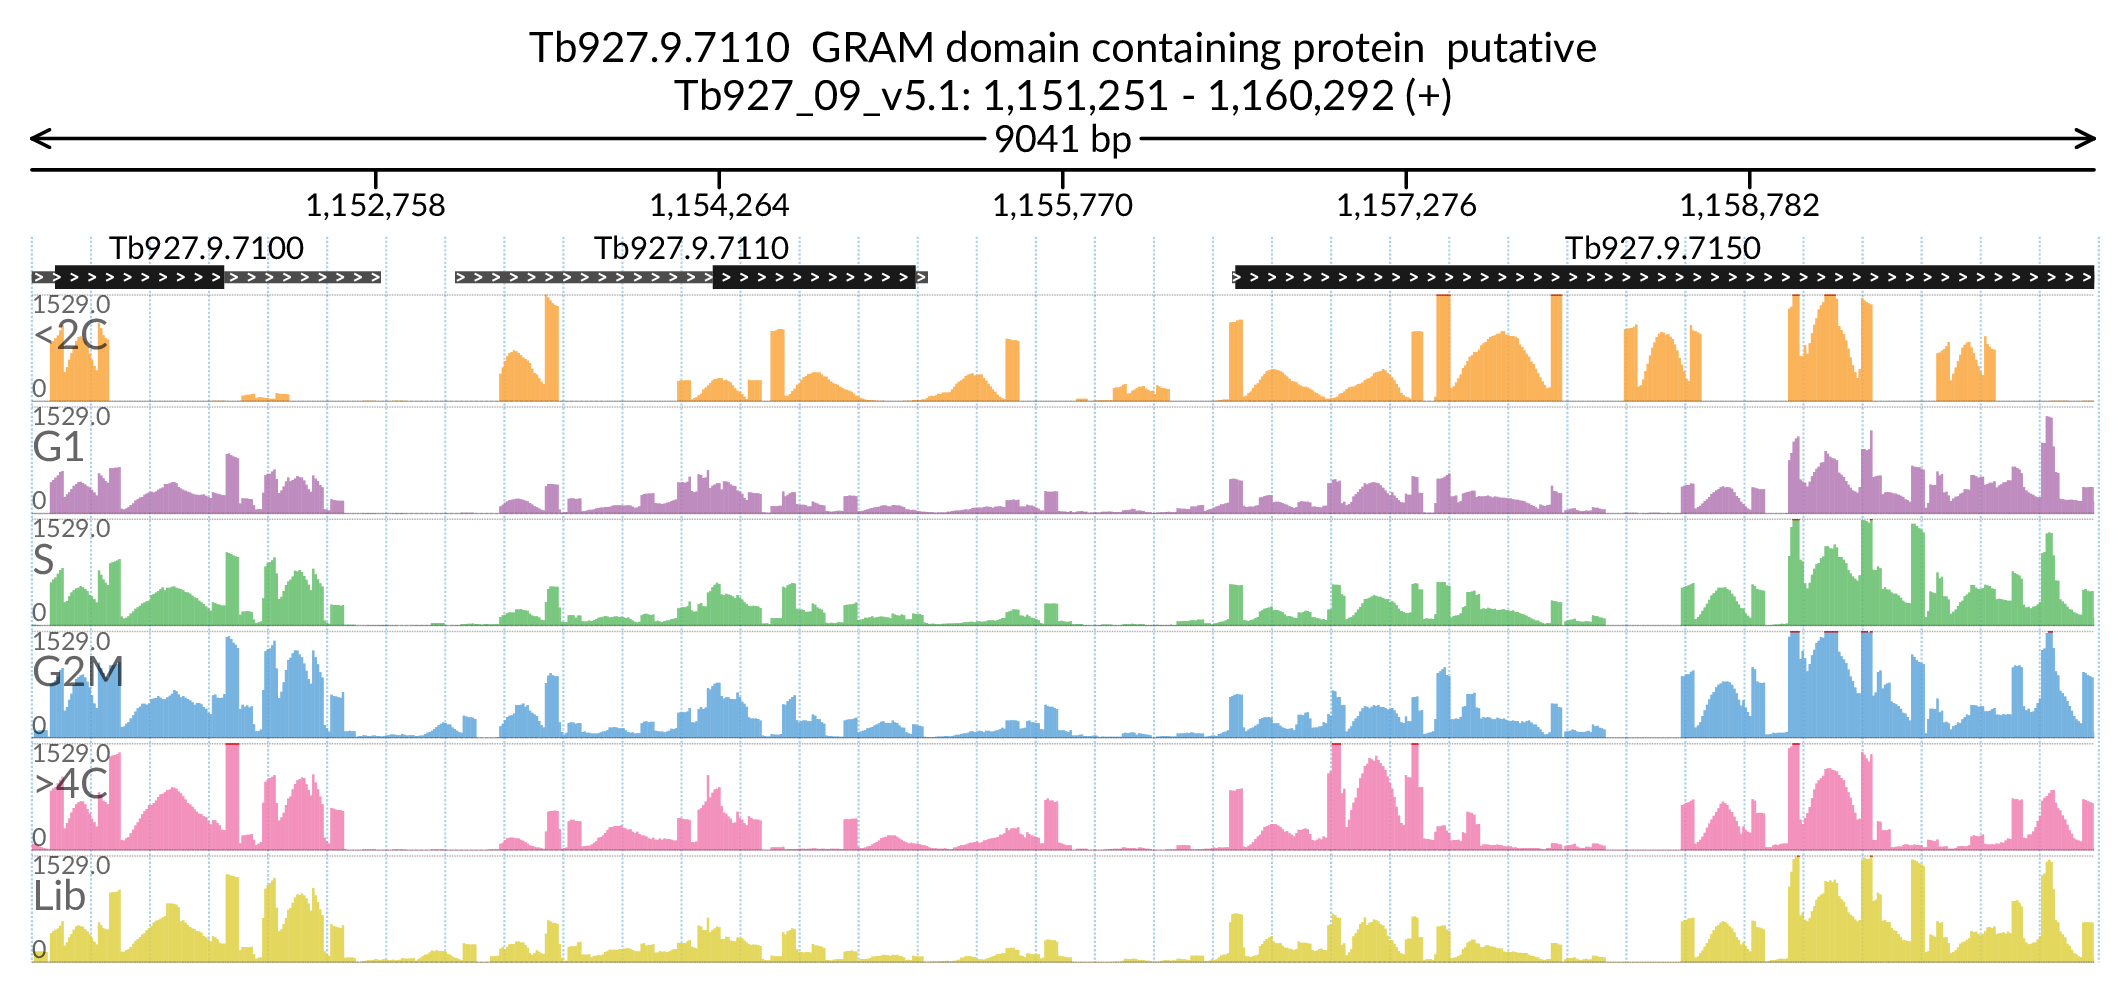 Tb927.9.7110  GRAM domain containing protein  putative
Tb927_09_v5.1: 1,151,251 - 1,160,292 (+)
9041 bp
1,152,758 1,154,264 1,155,770 1,157,276 1,158,782
Tb927.9.7100 Tb927.9.7110 Tb927.9.7150
1529.0
<2C
0
1529.0
G1
0
1529.0
S
0
1529.0
G2M
0
1529.0
>4C
0
1529.0
Lib
0